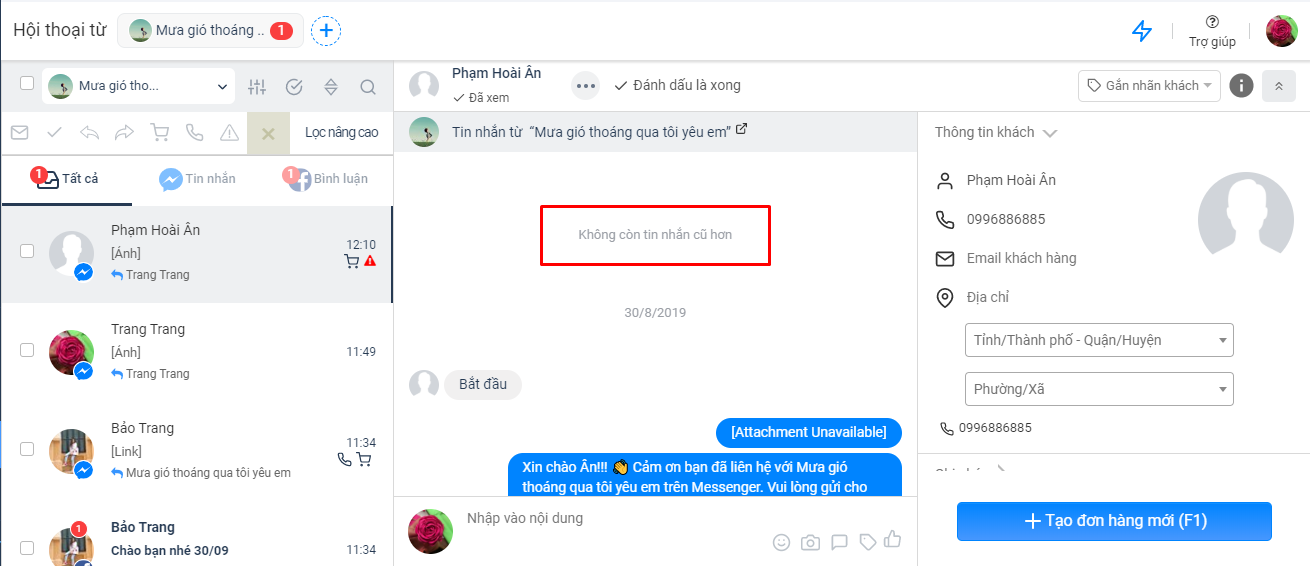 Hội thoại từ
Mưa gió thoáng ..
1
Trợ giúp
Mưa gió tho...
Phạm Hoài Ân
Đã xem
Đánh dấu là xong
Gắn nhãn khách
Lọc nâng cao
1
Tất cả
Tin nhắn
1
Bình luận
Phạm Hoài Ân
[Ảnh]
Trang Trang
12:10
Trang Trang
[Ảnh]
Trang Trang
11:49
Bảo Trang
[Link]
Mưa gió thoáng qua tôi yêu em
11:34
1
Bảo Trang
Chào bạn nhé 30/09
11:34
Tin nhắn từ “Mưa gió thoáng qua tôi yêu em”
Không còn tin nhắn cũ hơn
30/8/2019
Bắt đầu
[Attachment Unavailable]
Xin chào Ân!!! 👏 Cảm ơn bạn đã liên hệ với Mưa gió
thoáng qua tôi yêu em trên Messenger. Vui lòng gửi cho
Nhập vào nội dung
Thông tin khách
Phạm Hoài Ân
0996886885
Email khách hàng
Địa chỉ
Tỉnh/Thành phố - Quận/Huyện
Phường/Xã
0996886885
Tạo đơn hàng mới (F1)